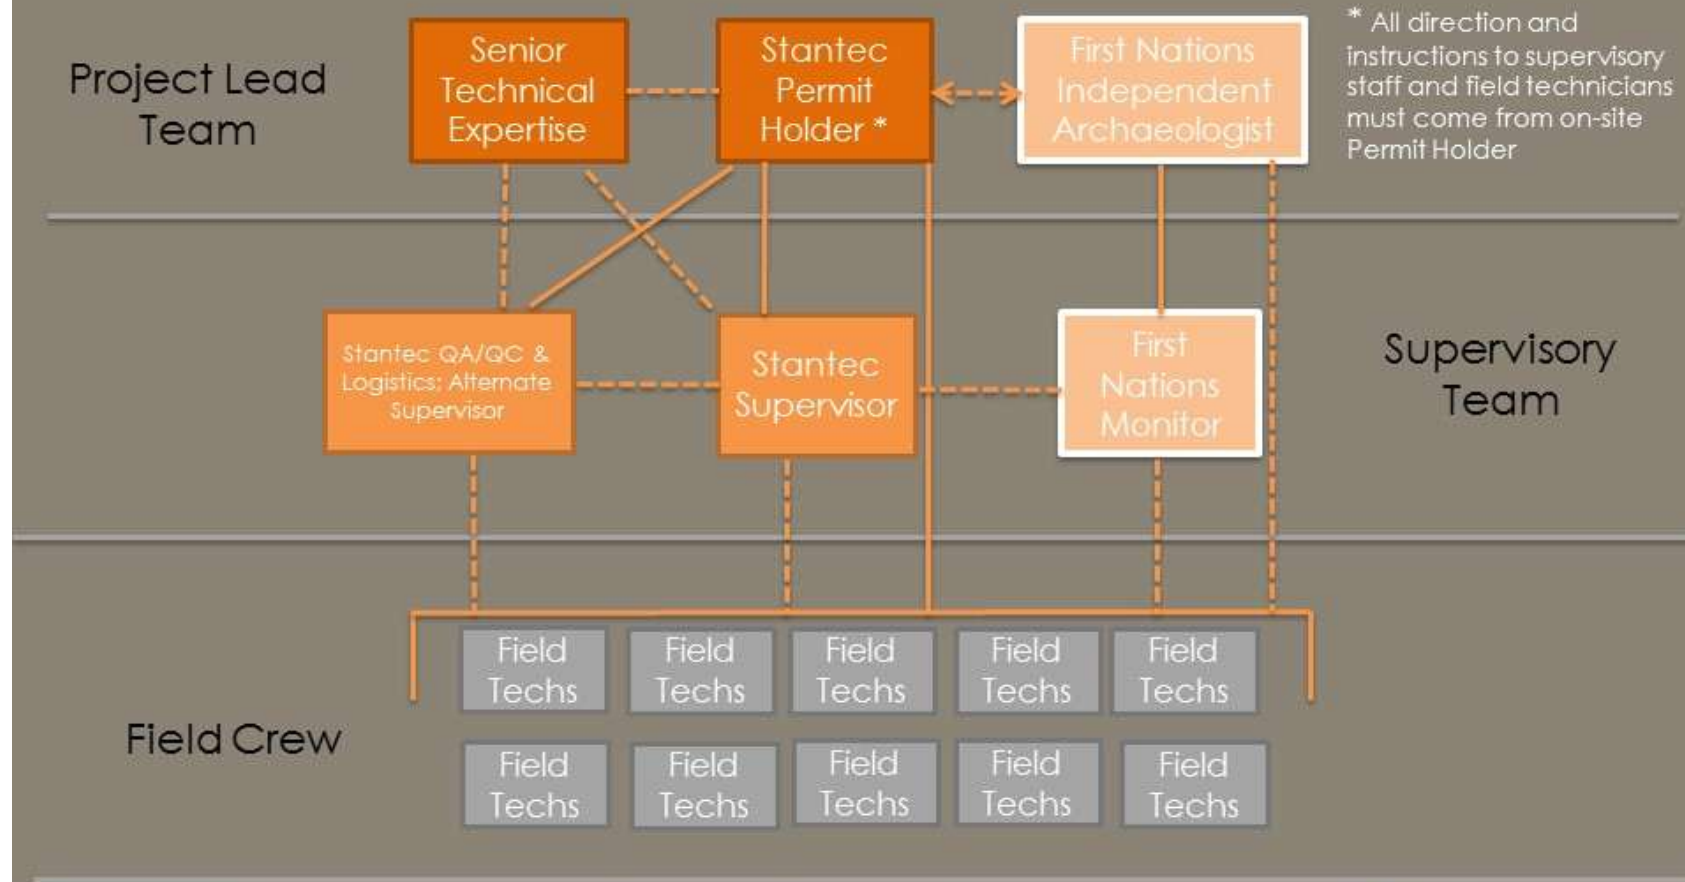 Project Lead
Team
Senior
Technical
Expertise
Stantec
Permit
Holder *
First Nations
Independent
Archaeologist
* All direction and
instructions to supervisory
staff and field technicians
must come from on-site
Permit Holder
Stantec QA/QC &
Logistics; Alternate
Supervisor
Stantec
Supervisor
First
Nations
Monitor
Supervisory
Team
Field
Techs
Field
Techs
Field
Techs
Field
Techs
Field
Techs
Field Crew
Field
Techs
Field
Techs
Field
Techs
Field
Techs
Field
Techs